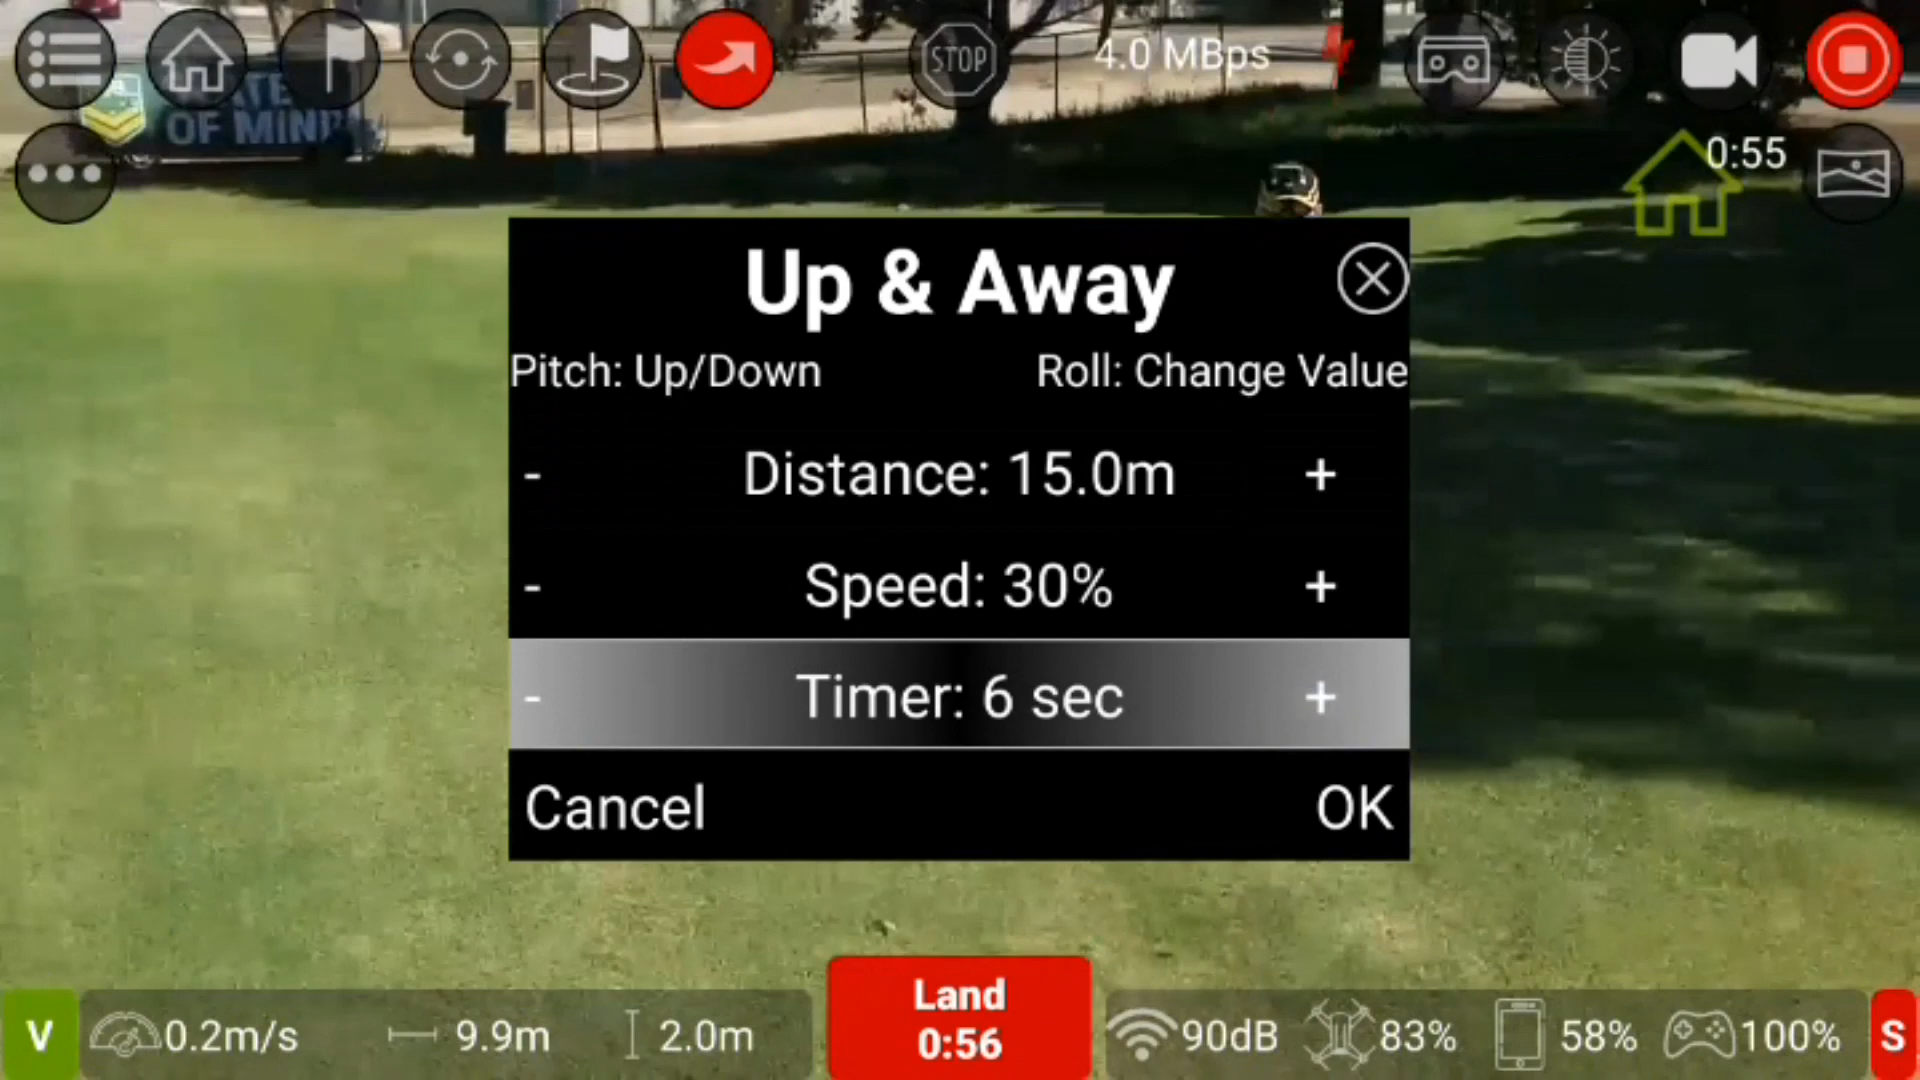 STOP
4.0 MBps
OF MIND
0:55
Up & Away
Pitch: Up/Down
Roll: Change Value
- Distance: 15.0m +
- Speed: 30% +
- Timer: 6 sec +
Cancel
OK
V
0.2m/s
9.9m
2.0m
Land
0:56
90dB
83%
58%
100%
S